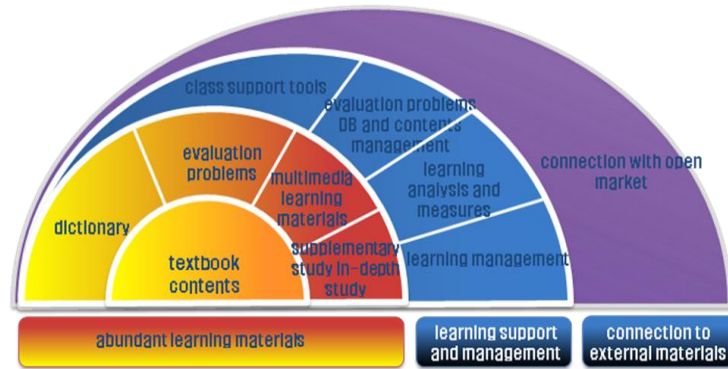 class support tools
evaluation problems
DB and contents
management
learning
analysis and
measures
learning management
connection with open
market
evaluation
problems
multimedia
learning
materials
dictionary
supplementary
study in-depth
study
textbook
contents
abundant learning materials
learning support
and management
connection to
external materials